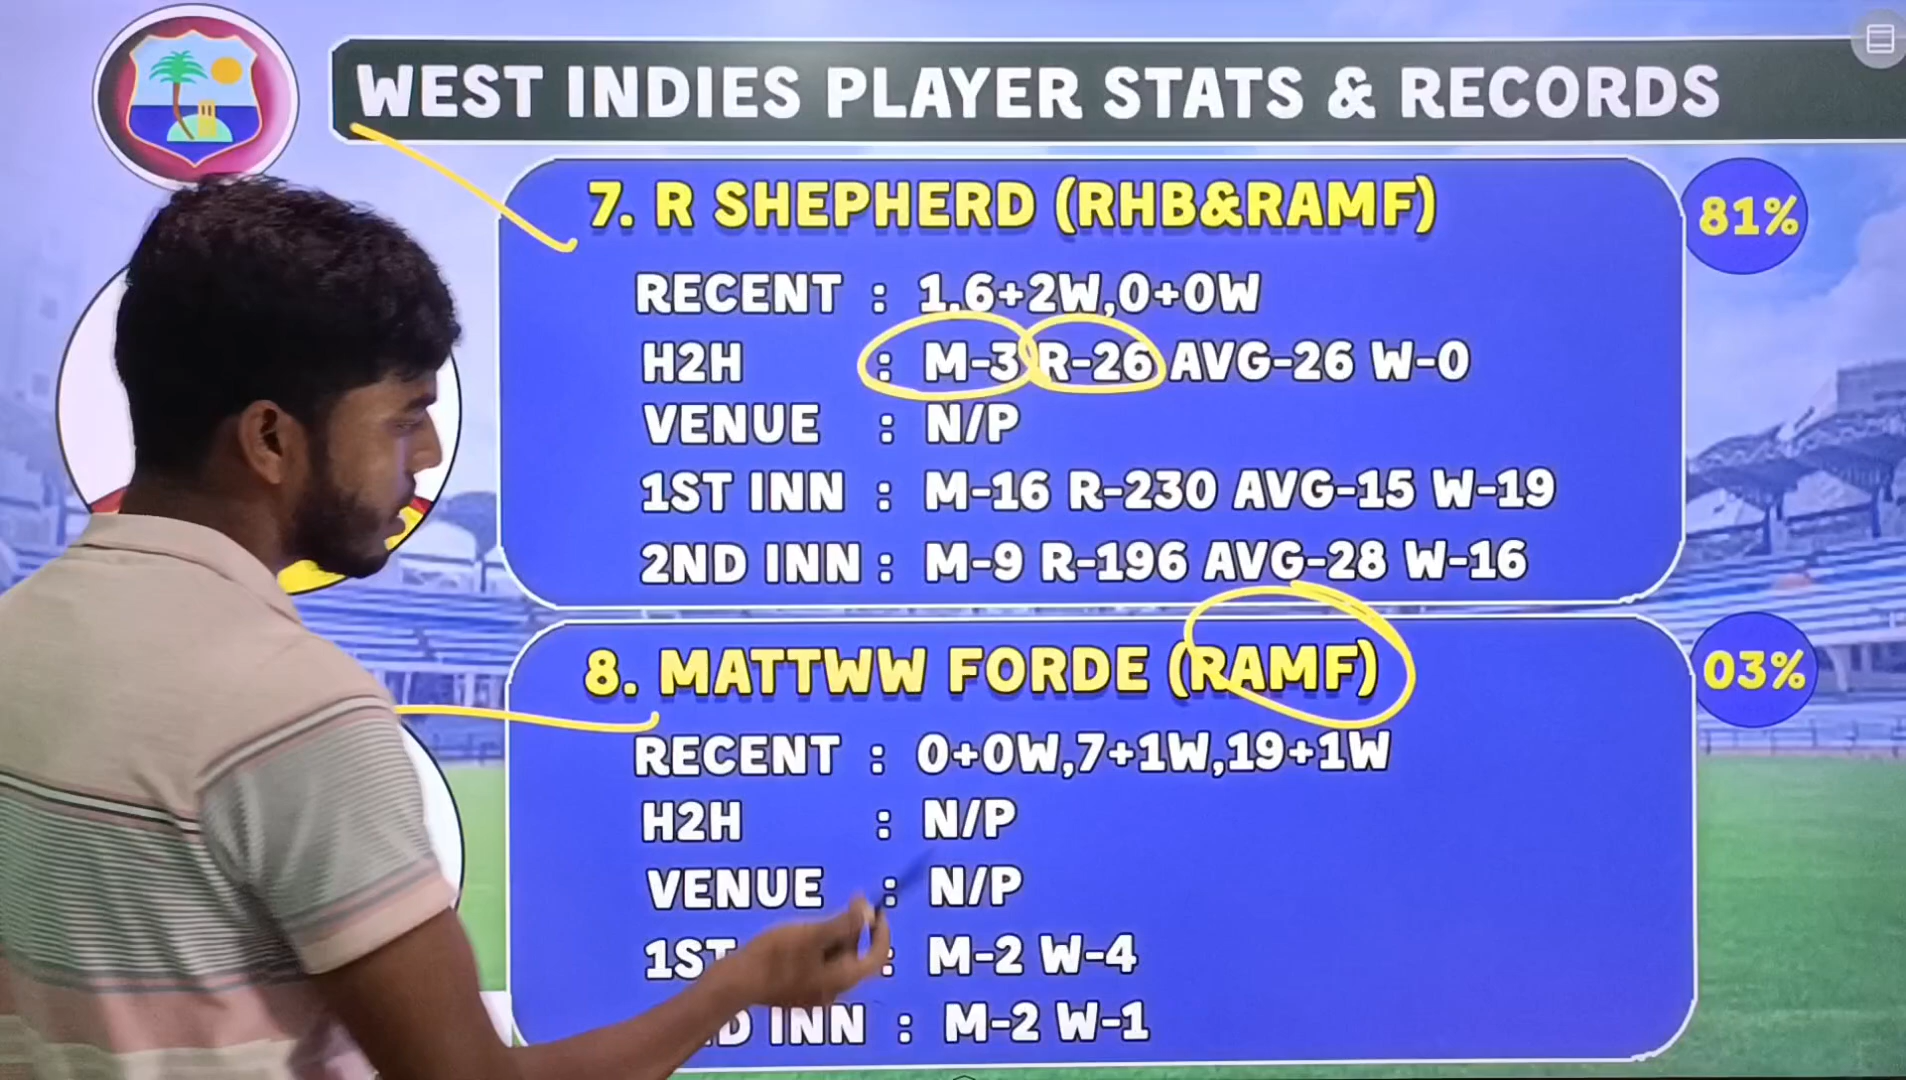 WEST INDIES PLAYER STATS & RECORDS
7. R SHEPHERD (RHB&RAMF)
81%
RECENT : 1,6+2W,0+0W
H2H : M-3 R-26 AVG-26 W-0
VENUE : N/P
1ST INN : M-16 R-230 AVG-15 W-19
2ND INN : M-9 R-196 AVG-28 W-16
8. MATTWW FORDE (RAMF)
03%
RECENT : 0+0W,7+1W,19+1W
H2H : N/P
VENUE : N/P
1ST : M-2 W-4
INN : M-2 W-1